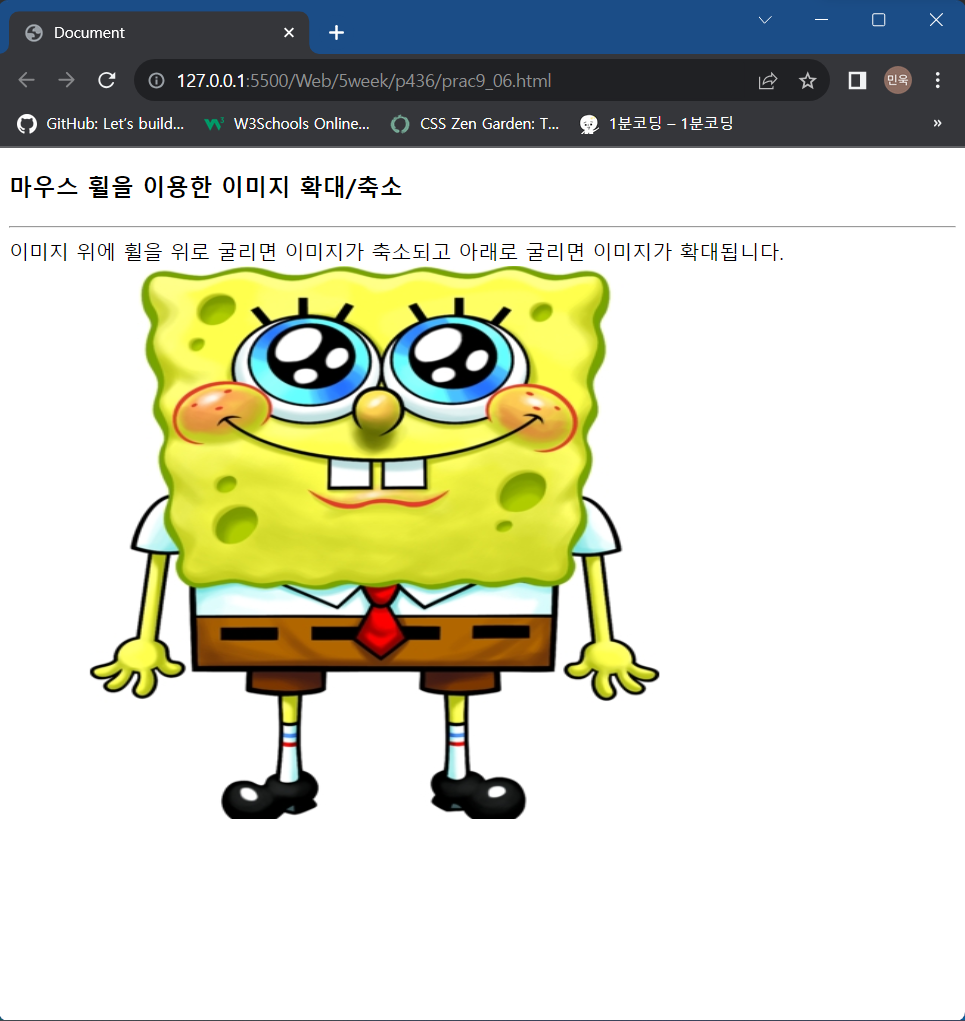 Document
127.0.0.1:5500/Web/5week/p436/prac9_06.html
민욱
GitHub: Let's build...
W3Schools Online...
CSS Zen Garden: T...
1분코딩 – 1분코딩
»
마우스 휠을 이용한 이미지 확대/축소
이미지 위에 휠을 위로 굴리면 이미지가 축소되고 아래로 굴리면 이미지가 확대됩니다.